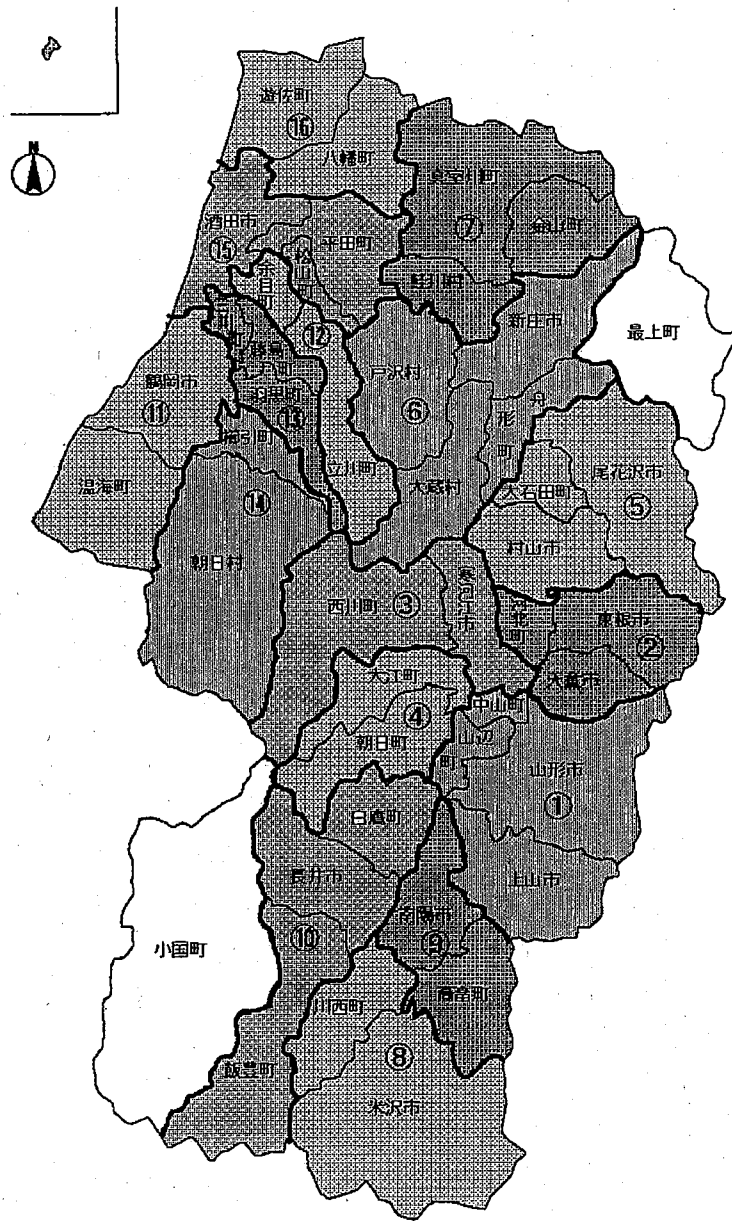 遊佐町
⑯
八幡町
N
真室川町
⑦
金山町
酒田市
⑮
平田町
松山町
余目町
鮭川村
新庄市
最上町
⑫
戸沢村
⑥
鶴岡市
⑪
羽黒町
⑬
櫛引町
舟形町
尾花沢市
⑤
大石田町
立川町
大蔵村
温海町
⑭
村山市
朝日村
西川町
③
寒河江市
河北町
東根市
②
大江町
④
中山町
朝日町
山辺町
山形市
①
白鷹町
上山市
長井市
南陽市
⑨
⑩
小国町
高畠町
川西町
⑧
飯豊町
米沢市